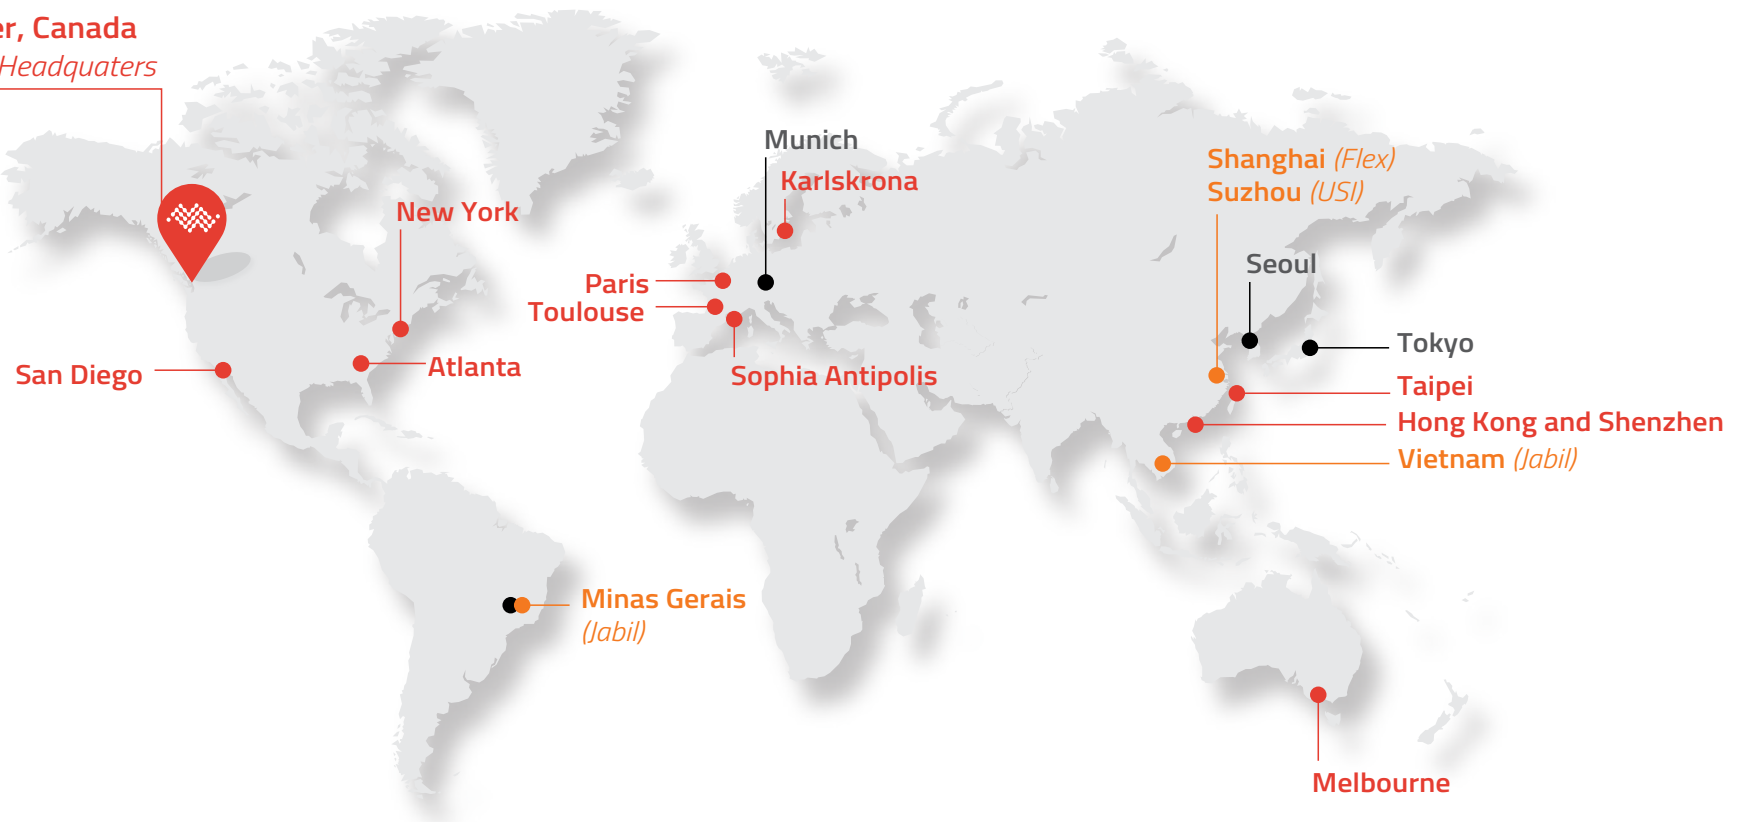 er, Canada
Headquaters
Munich
Karlskrona
New York
Shanghai (Flex)
Suzhou (USI)
Seoul
Paris
Toulouse
Tokyo
San Diego
Atlanta
Sophia Antipolis
Taipei
Hong Kong and Shenzhen
Vietnam (Jabil)
Minas Gerais
(Jabil)
Melbourne